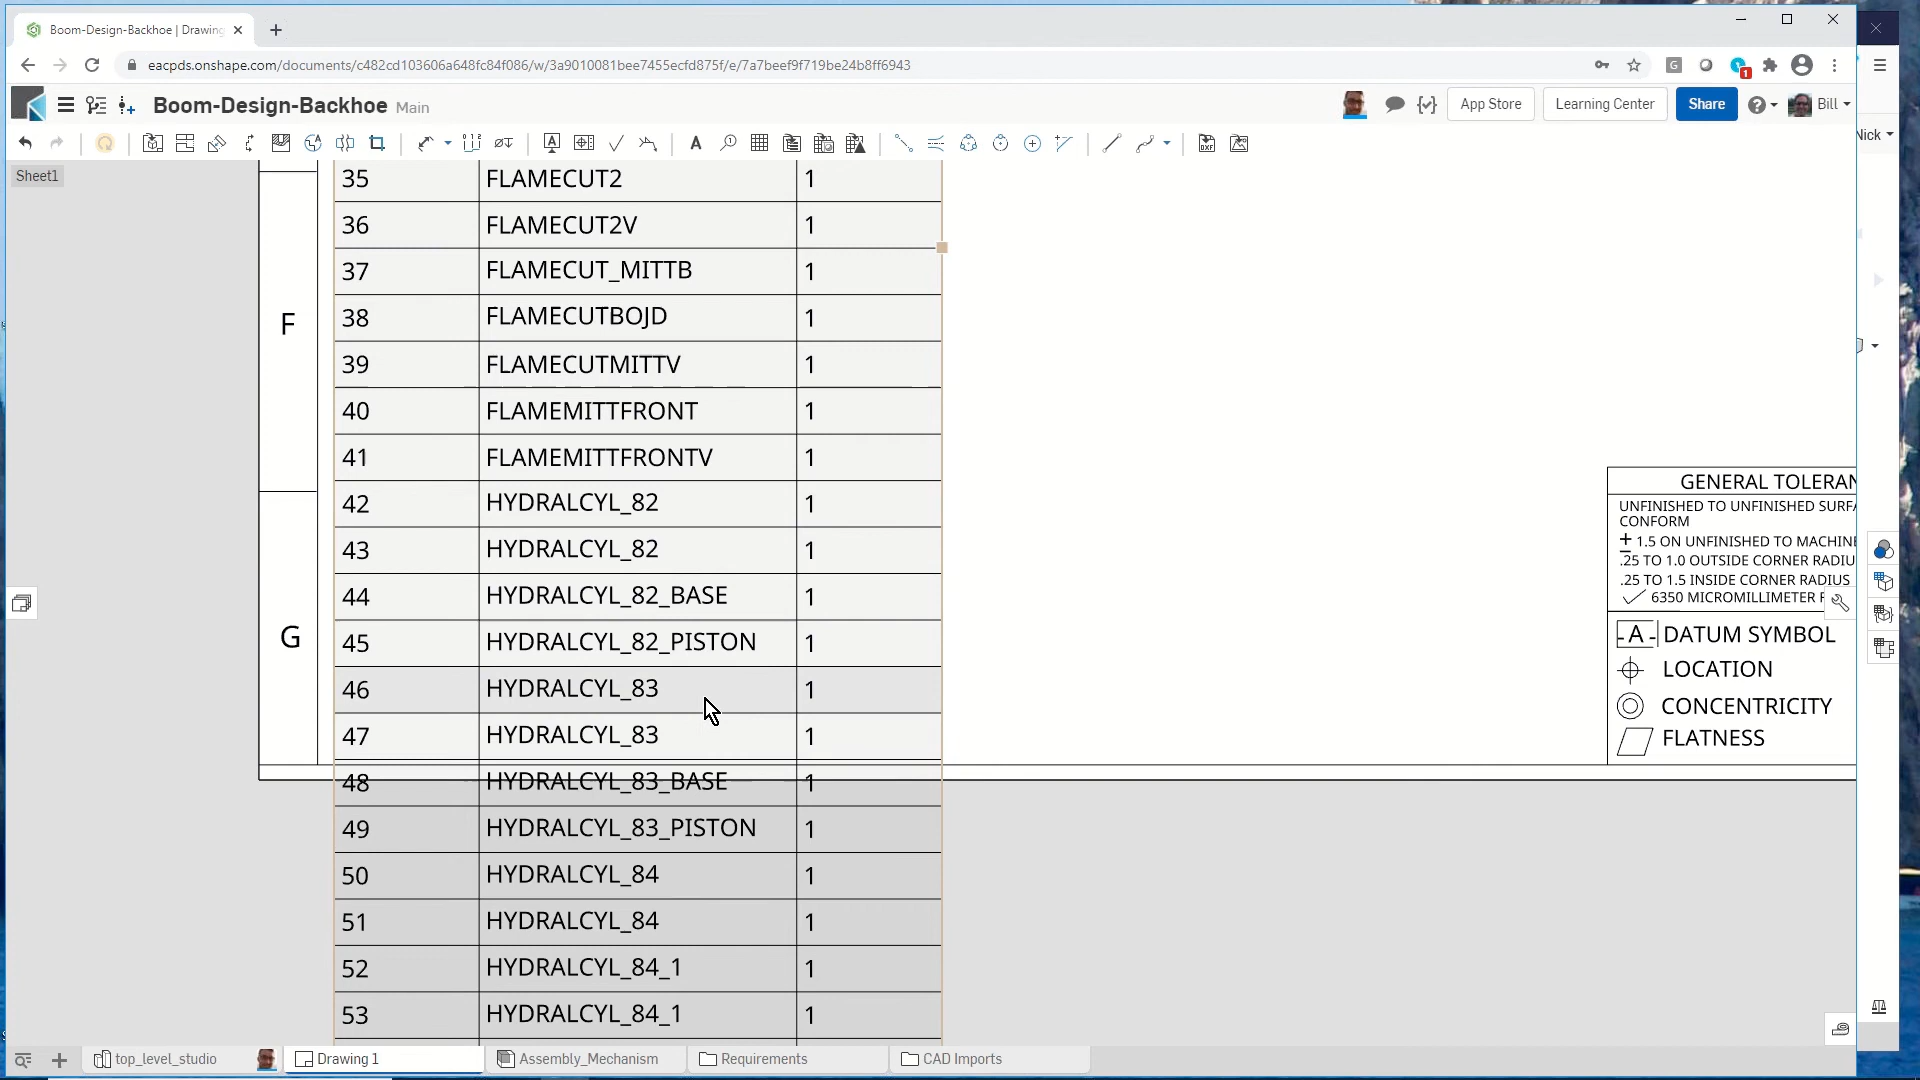 Boom-Design-Backhoe | Drawing
eacpds.onshape.com/documents/c482cd103606a648fc84f086/w/3a9010081bee7455ecfd875f/e/7a7beef9f719be24b8ff6943
G
1
Boom-Design-Backhoe Main
App Store
Learning Center
Share
Bill
Nick
Sheet1
35 FLAMECUT2 1
36 FLAMECUT2V 1
37 FLAMECUT_MITTB 1
F
38 FLAMECUTBOJD 1
39 FLAMECUTMITTV 1
40 FLAMEMITTFRONT 1
41 FLAMEMITTFRONTV 1
42 HYDRALCYL_82 1
43 HYDRALCYL_82 1
44 HYDRALCYL_82_BASE 1
G
45 HYDRALCYL_82_PISTON 1
46 HYDRALCYL_83 1
47 HYDRALCYL_83 1
48 HYDRALCYL_83_BASE 1
49 HYDRALCYL_83_PISTON 1
50 HYDRALCYL_84 1
51 HYDRALCYL_84 1
52 HYDRALCYL_84_1 1
53 HYDRALCYL_84_1 1
GENERAL TOLERAN
UNFINISHED TO UNFINISHED SURFA
CONFORM
± 1.5 ON UNFINISHED TO MACHINE
.25 TO 1.0 OUTSIDE CORNER RADIU
.25 TO 1.5 INSIDE CORNER RADIUS
6350 MICROMILLIMETER
-A- DATUM SYMBOL
LOCATION
CONCENTRICITY
FLATNESS
top_level_studio
Drawing 1
Assembly_Mechanism
Requirements
CAD Imports